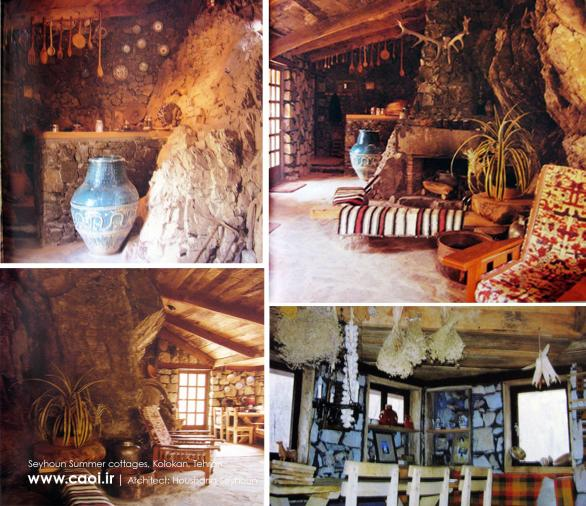 Seyhoun Summer cottages, Kolokan, Tehran
www.caoi.ir | Architect: Houshang Seyhoun